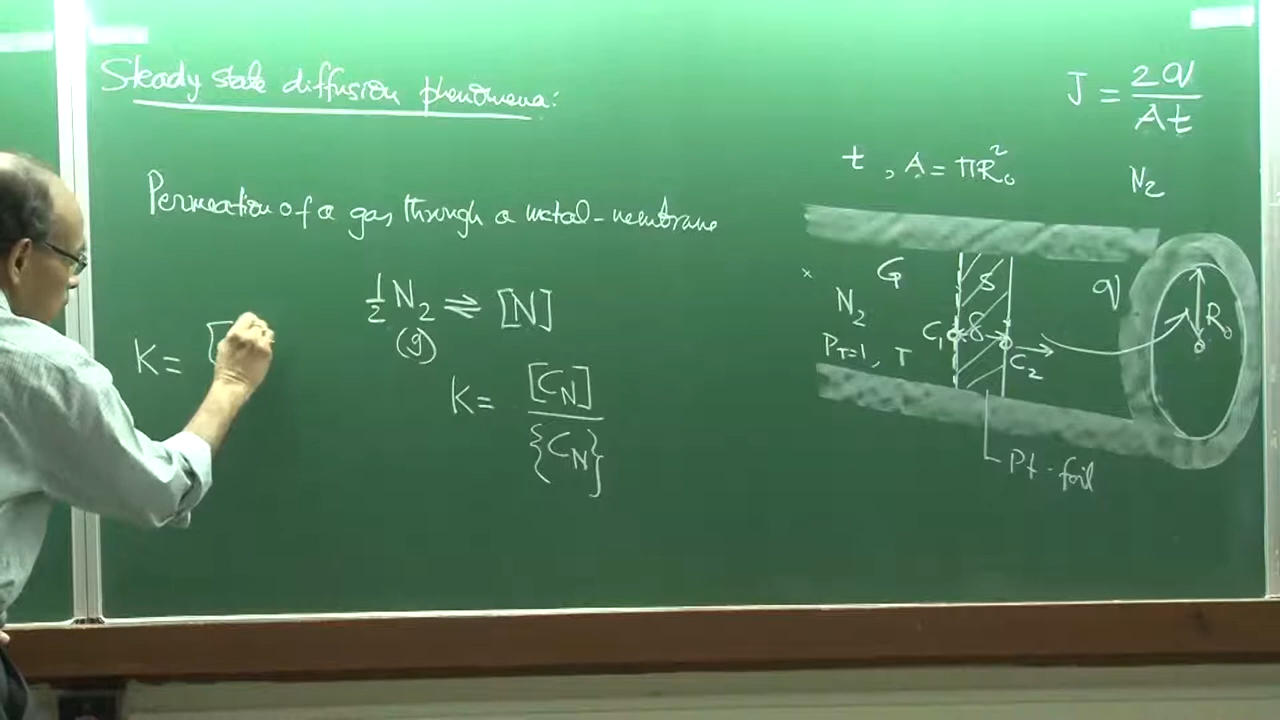 Steady state diffusion phenomena:
Permeation of a gas through a metal-membrane
½N₂ ⇌ [N]
(g)
K = [
K = [C_N] / {C_N}
J = 2q / At
t, A = πR₀²
N₂
G
S
N₂
P_T=1, T
C₁
δ
C₂
q
R₀
Pt-foil